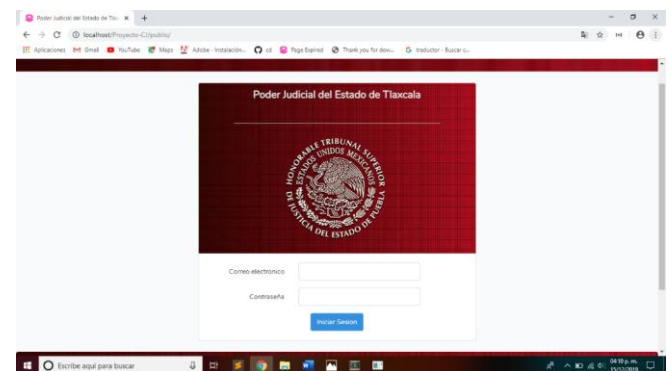 Poder Judicial del Estado de Tlax
localhost/Proyecto-CJ/public/
Aplicaciones Gmail YouTube Maps Adobe - Instalación... cd Page Expired Thank you for dow... traductor - Buscar c...
Poder Judicial del Estado de Tlaxcala
HONORABLE TRIBUNAL SUPERIOR
DE JUSTICIA DEL ESTADO DE PUEBLA
ESTADOS UNIDOS MEXICANOS
Correo electronico
Contraseña
Iniciar Sesion
Escribe aquí para buscar
04:10 p. m.
15/12/2019